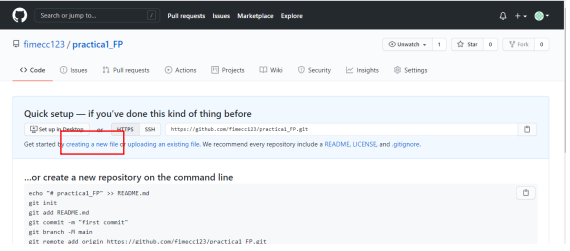 Search or jump to... / Pull requests Issues Marketplace Explore
fimecc123 / practica1_FP Unwatch 1 Star 0 Fork 0
Code Issues Pull requests Actions Projects Wiki Security Insights Settings
Quick setup — if you've done this kind of thing before
Set up in Desktop or HTTPS SSH https://github.com/fimecc123/practica1_FP.git
Get started by creating a new file or uploading an existing file. We recommend every repository include a README, LICENSE, and .gitignore.
...or create a new repository on the command line
echo "# practica1_FP" >> README.md
git init
git add README.md
git commit -m "first commit"
git branch -M main
git remote add origin https://github.com/fimecc123/practica1_FP.git